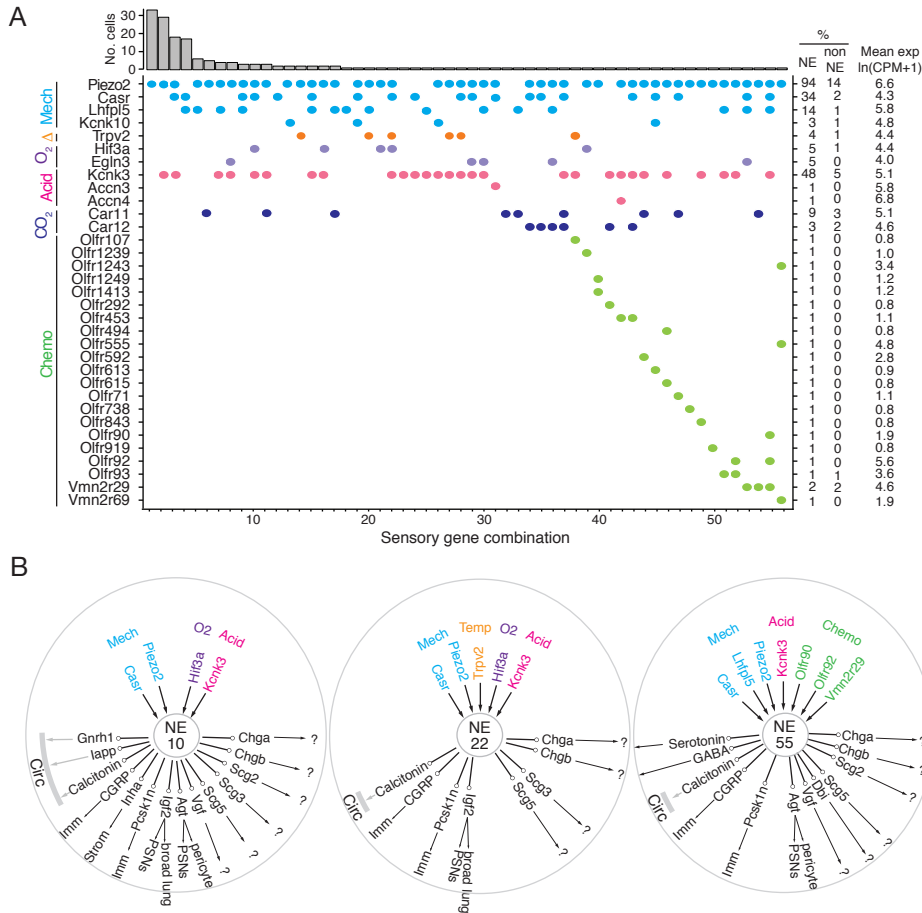 A
No. cells
30
20
10
0
%
NE
non NE
Mean exp
ln(CPM+1)
Mech
Δ
O2
Acid
CO2
Chemo
Piezo2 94 14 6.6
Casr 34 2 4.3
Lhfpl5 14 1 5.8
Kcnk10 3 1 4.8
Trpv2 4 1 4.4
Hif3a 5 1 4.4
Egln3 5 0 4.0
Kcnk3 48 5 5.1
Accn3 1 0 5.8
Accn4 1 0 6.8
Car11 9 3 5.1
Car12 3 2 4.6
Olfr107 1 0 0.8
Olfr1239 1 0 1.0
Olfr1243 1 0 3.4
Olfr1249 1 0 1.2
Olfr1413 1 0 1.2
Olfr292 1 0 0.8
Olfr453 1 0 1.1
Olfr494 1 0 0.8
Olfr555 1 0 4.8
Olfr592 1 0 2.8
Olfr613 1 0 0.9
Olfr615 1 0 0.8
Olfr71 1 0 1.1
Olfr738 1 0 0.8
Olfr843 1 0 0.8
Olfr90 1 0 1.9
Olfr919 1 0 0.8
Olfr92 1 0 5.6
Olfr93 1 1 3.6
Vmn2r29 2 2 4.6
Vmn2r69 1 0 1.9
10 20 30 40 50
Sensory gene combination
B
Mech
O2
Acid
Casr
Piezo2
Hif3a
Kcnk3
NE
10
Gnrh1
Iapp
Calcitonin
Circ
CGRP
Imm
Inha
Strom
Pcsk1n
Imm
Igf2
PSNs
broad lung
Agt
PSNs
pericyte
Vgf
?
Scg5
?
Scg3
?
Scg2
?
Chgb
?
Chga
?
Mech
Temp
O2
Acid
Casr
Piezo2
Trpv2
Hif3a
Kcnk3
NE
22
Calcitonin
Circ
CGRP
Imm
Pcsk1n
Imm
Igf2
PSNs
broad lung
Scg5
?
Scg3
?
Chgb
?
Chga
?
Mech
Acid
Chemo
Casr
Lhfpl5
Piezo2
Kcnk3
Olfr90
Olfr92
Vmn2r29
NE
55
Serotonin
GABA
Calcitonin
Circ
CGRP
Imm
Pcsk1n
Imm
Agt
PSNs
pericyte
Vgf
?
Dbi
?
Scg5
?
Scg2
?
Chgb
?
Chga
?